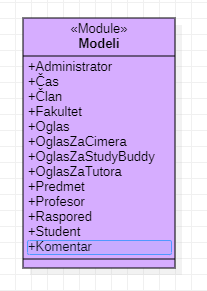 «Module»
Modeli
+Administrator
+Čas
+Član
+Fakultet
+Oglas
+OglasZaCimera
+OglasZaStudyBuddy
+OglasZaTutora
+Predmet
+Profesor
+Raspored
+Student
+Komentar